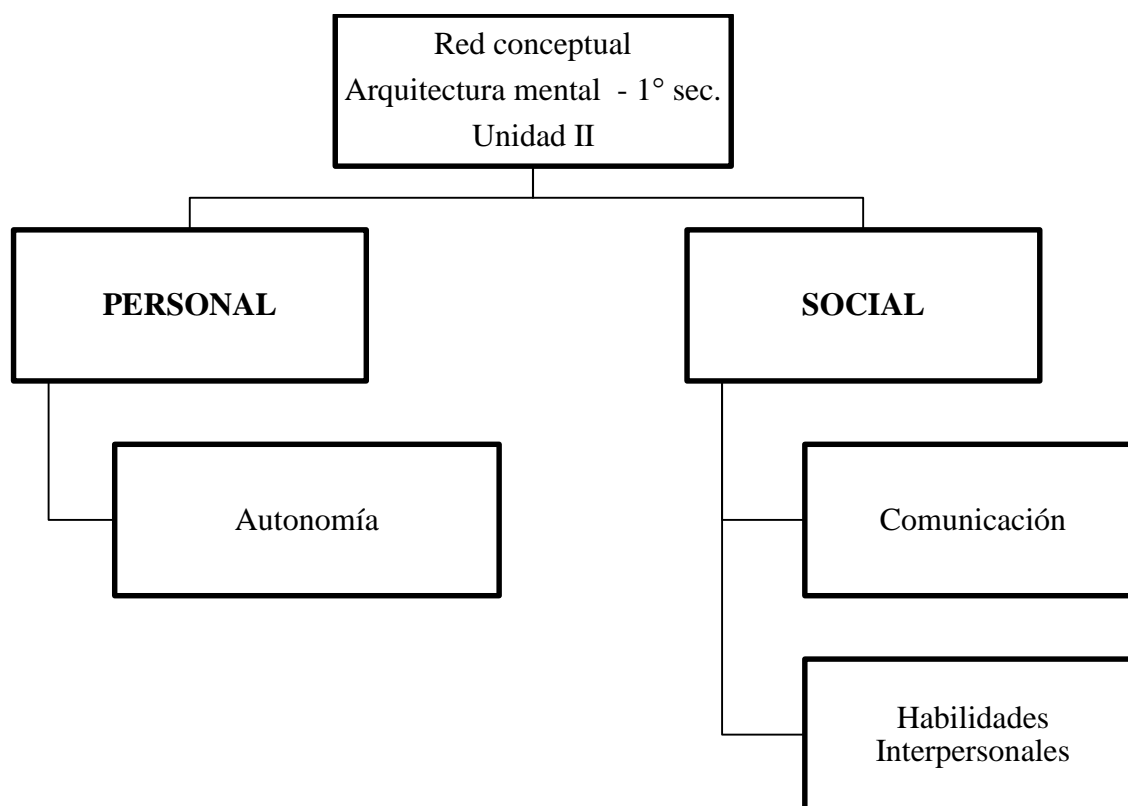 Red conceptual
Arquitectura mental - 1° sec.
Unidad II
PERSONAL
SOCIAL
Autonomía
Comunicación
Habilidades
Interpersonales